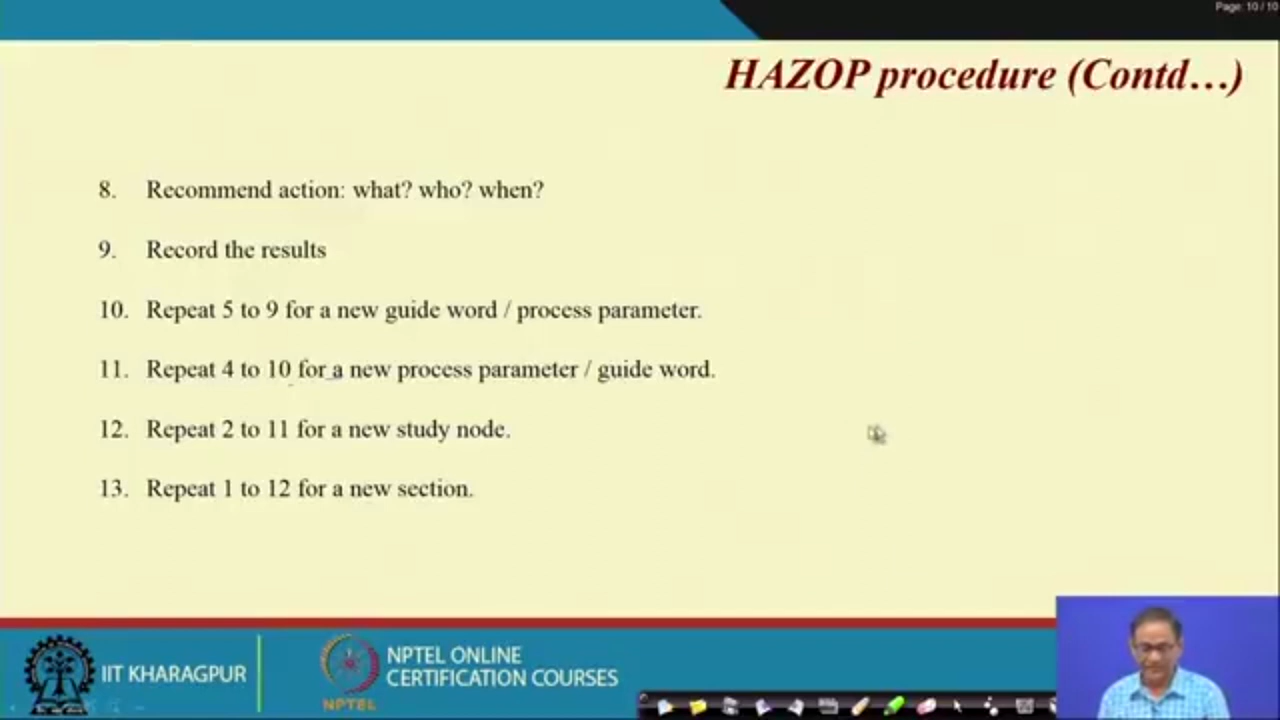 Page: 10 / 10
HAZOP procedure (Contd...)
8. Recommend action: what? who? when?
9. Record the results
10. Repeat 5 to 9 for a new guide word / process parameter.
11. Repeat 4 to 10 for a new process parameter / guide word.
12. Repeat 2 to 11 for a new study node.
13. Repeat 1 to 12 for a new section.
IIT KHARAGPUR
NPTEL
NPTEL ONLINE
CERTIFICATION COURSES